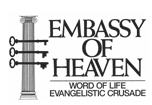 EMBASSY
OF
HEAVEN
WORD OF LIFE
EVANGELISTIC CRUSADE